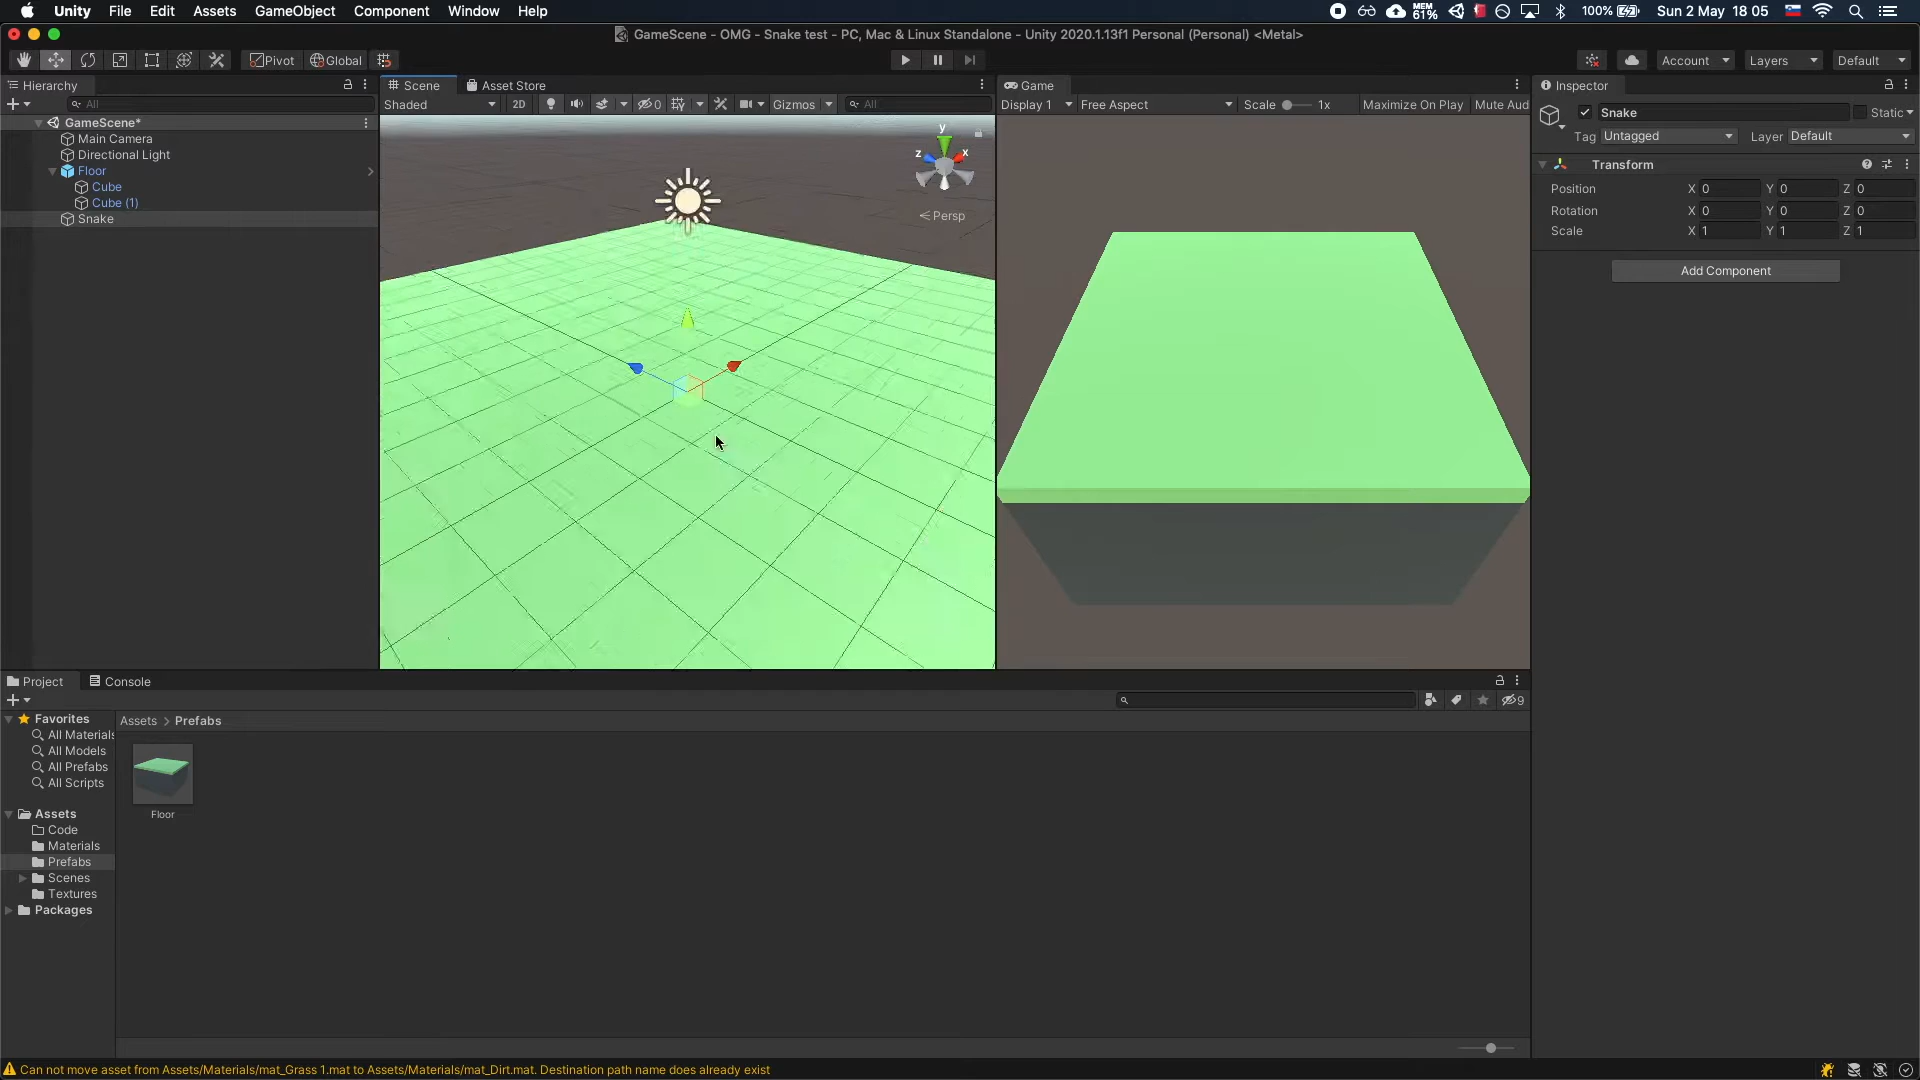 Unity File Edit Assets GameObject Component Window Help
MEM 61% 100% Sun 2 May 18 05
GameScene - OMG - Snake test - PC, Mac & Linux Standalone - Unity 2020.1.13f1 Personal (Personal) <Metal>
Pivot Global Account Layers Default
Hierarchy
All
GameScene*
Main Camera
Directional Light
Floor
Cube
Cube (1)
Snake
Scene Asset Store
Shaded 2D 0 Gizmos All
y
z x
Persp
Game
Display 1 Free Aspect Scale 1x Maximize On Play Mute Aud
Inspector
Snake Static
Tag Untagged Layer Default
Transform
Position X 0 Y 0 Z 0
Rotation X 0 Y 0 Z 0
Scale X 1 Y 1 Z 1
Add Component
Project Console
9
Favorites
All Materials
All Models
All Prefabs
All Scripts
Assets
Code
Materials
Prefabs
Scenes
Textures
Packages
Assets > Prefabs
Floor
Can not move asset from Assets/Materials/mat_Grass 1.mat to Assets/Materials/mat_Dirt.mat. Destination path name does already exist